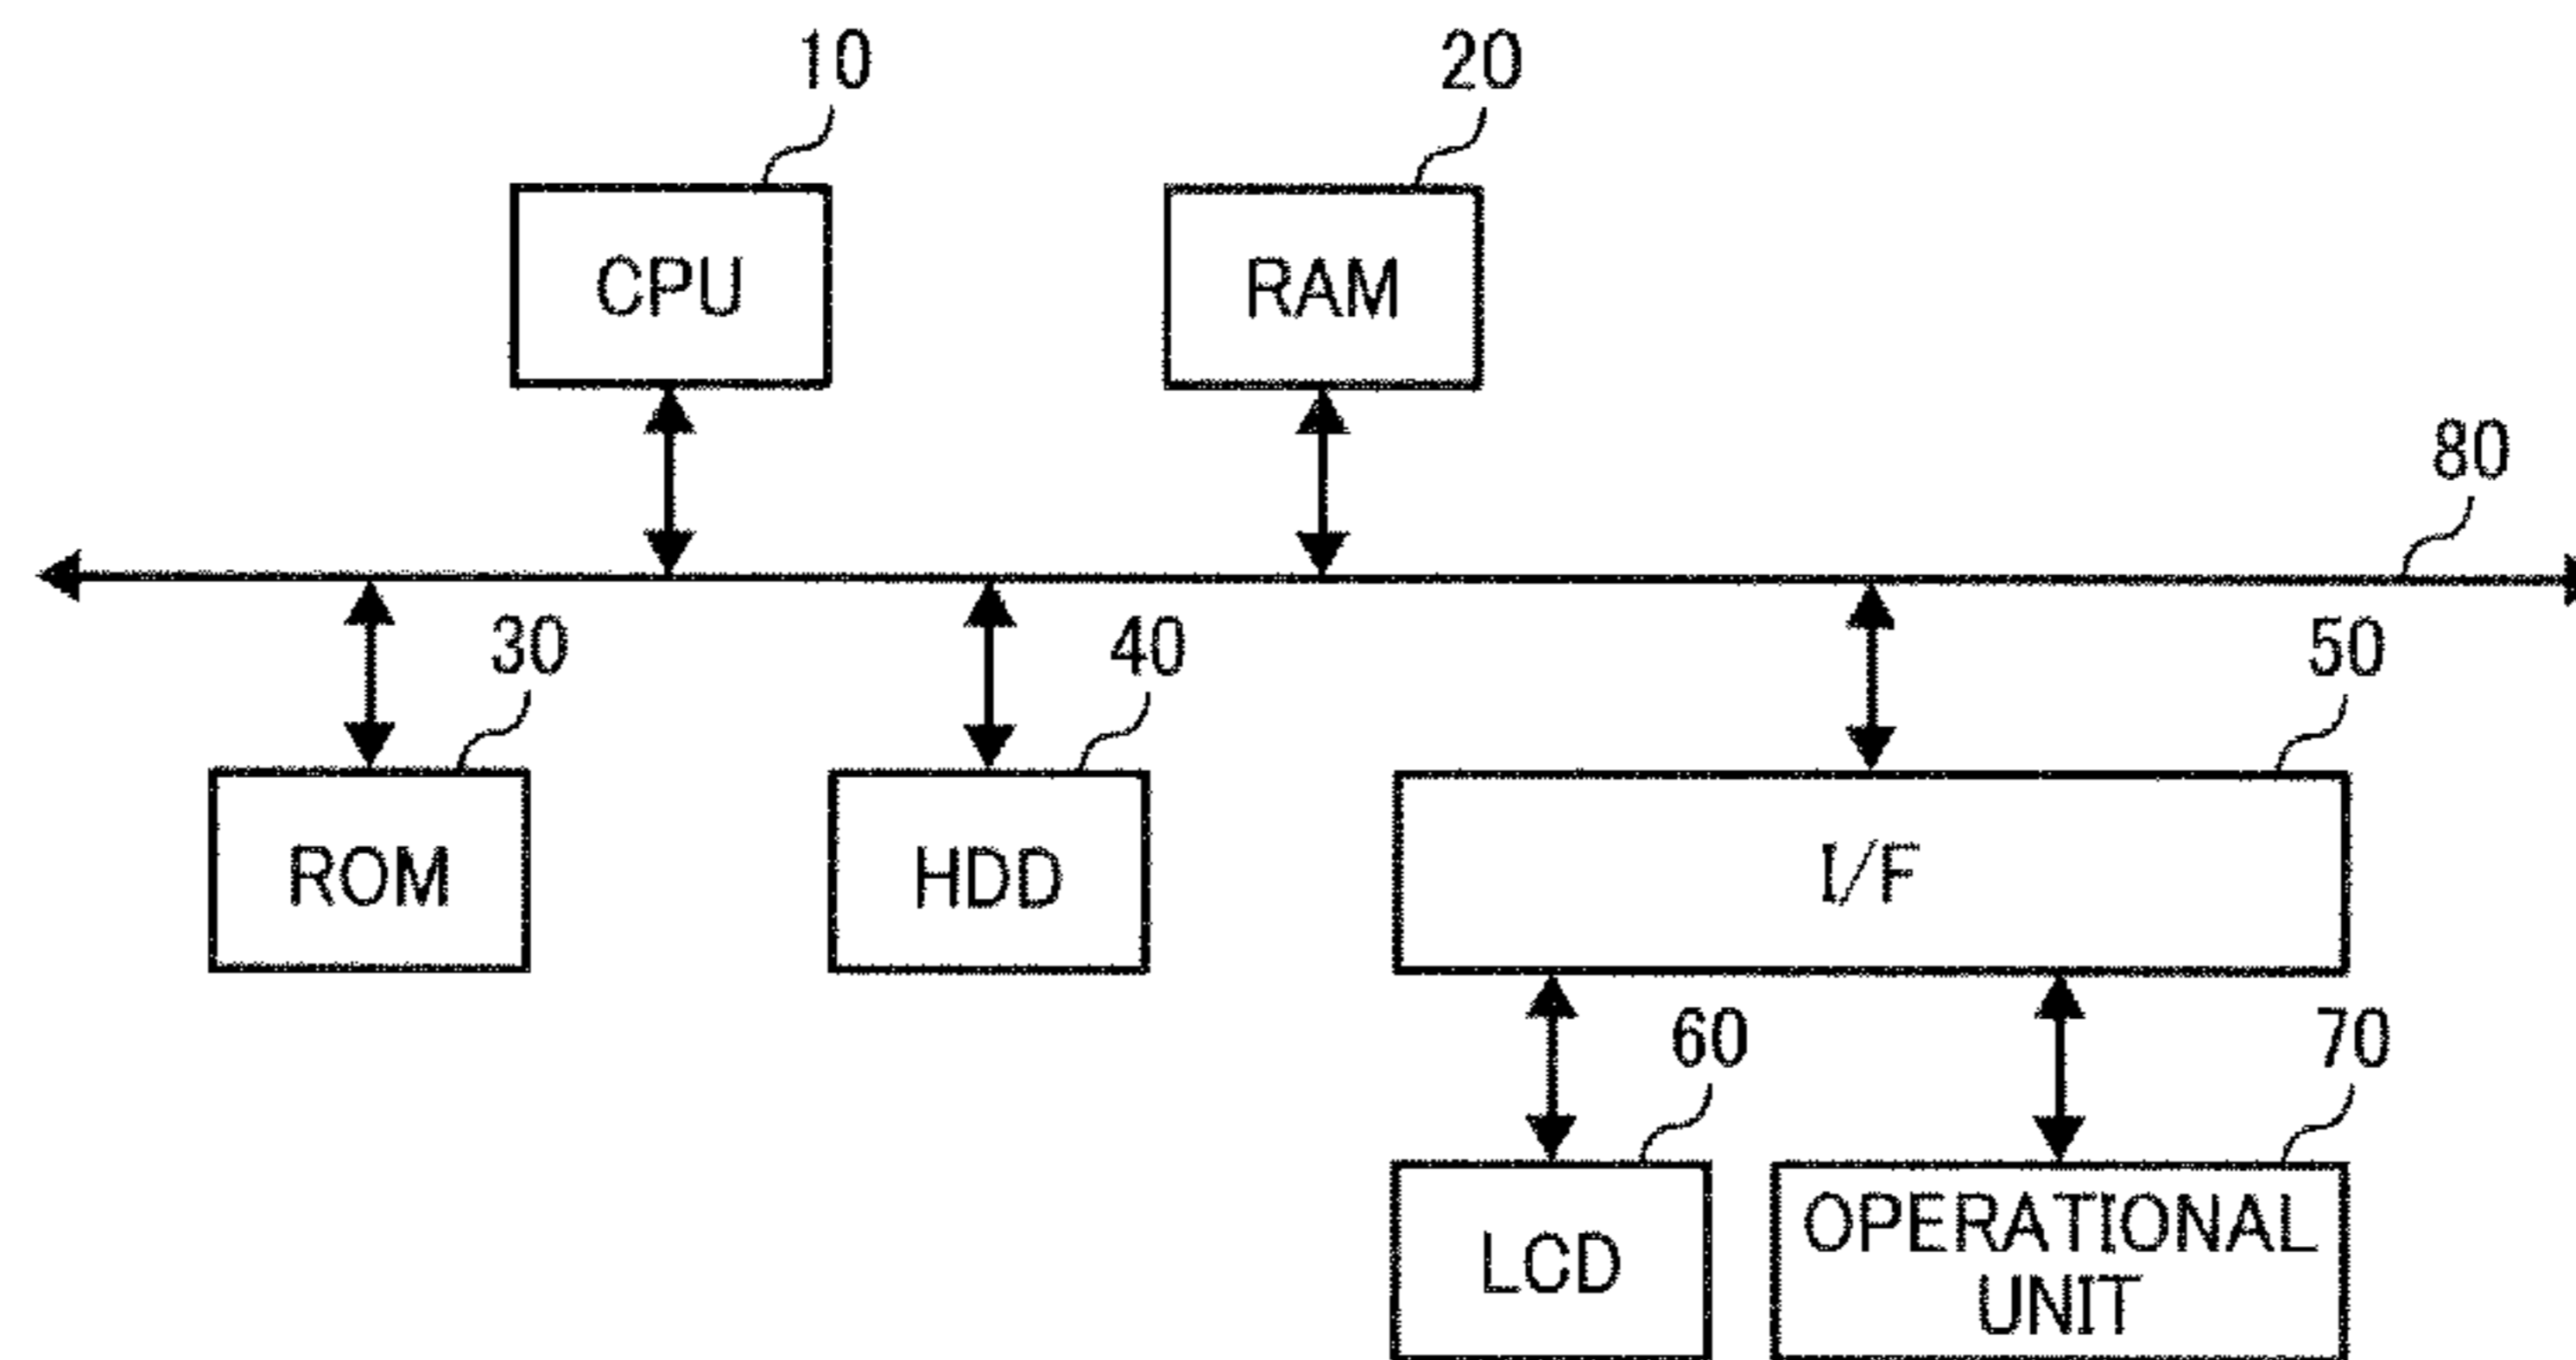 10
20
CPU
RAM
80
30
40
50
ROM
HDD
I/F
60
70
LCD
OPERATIONAL
UNIT